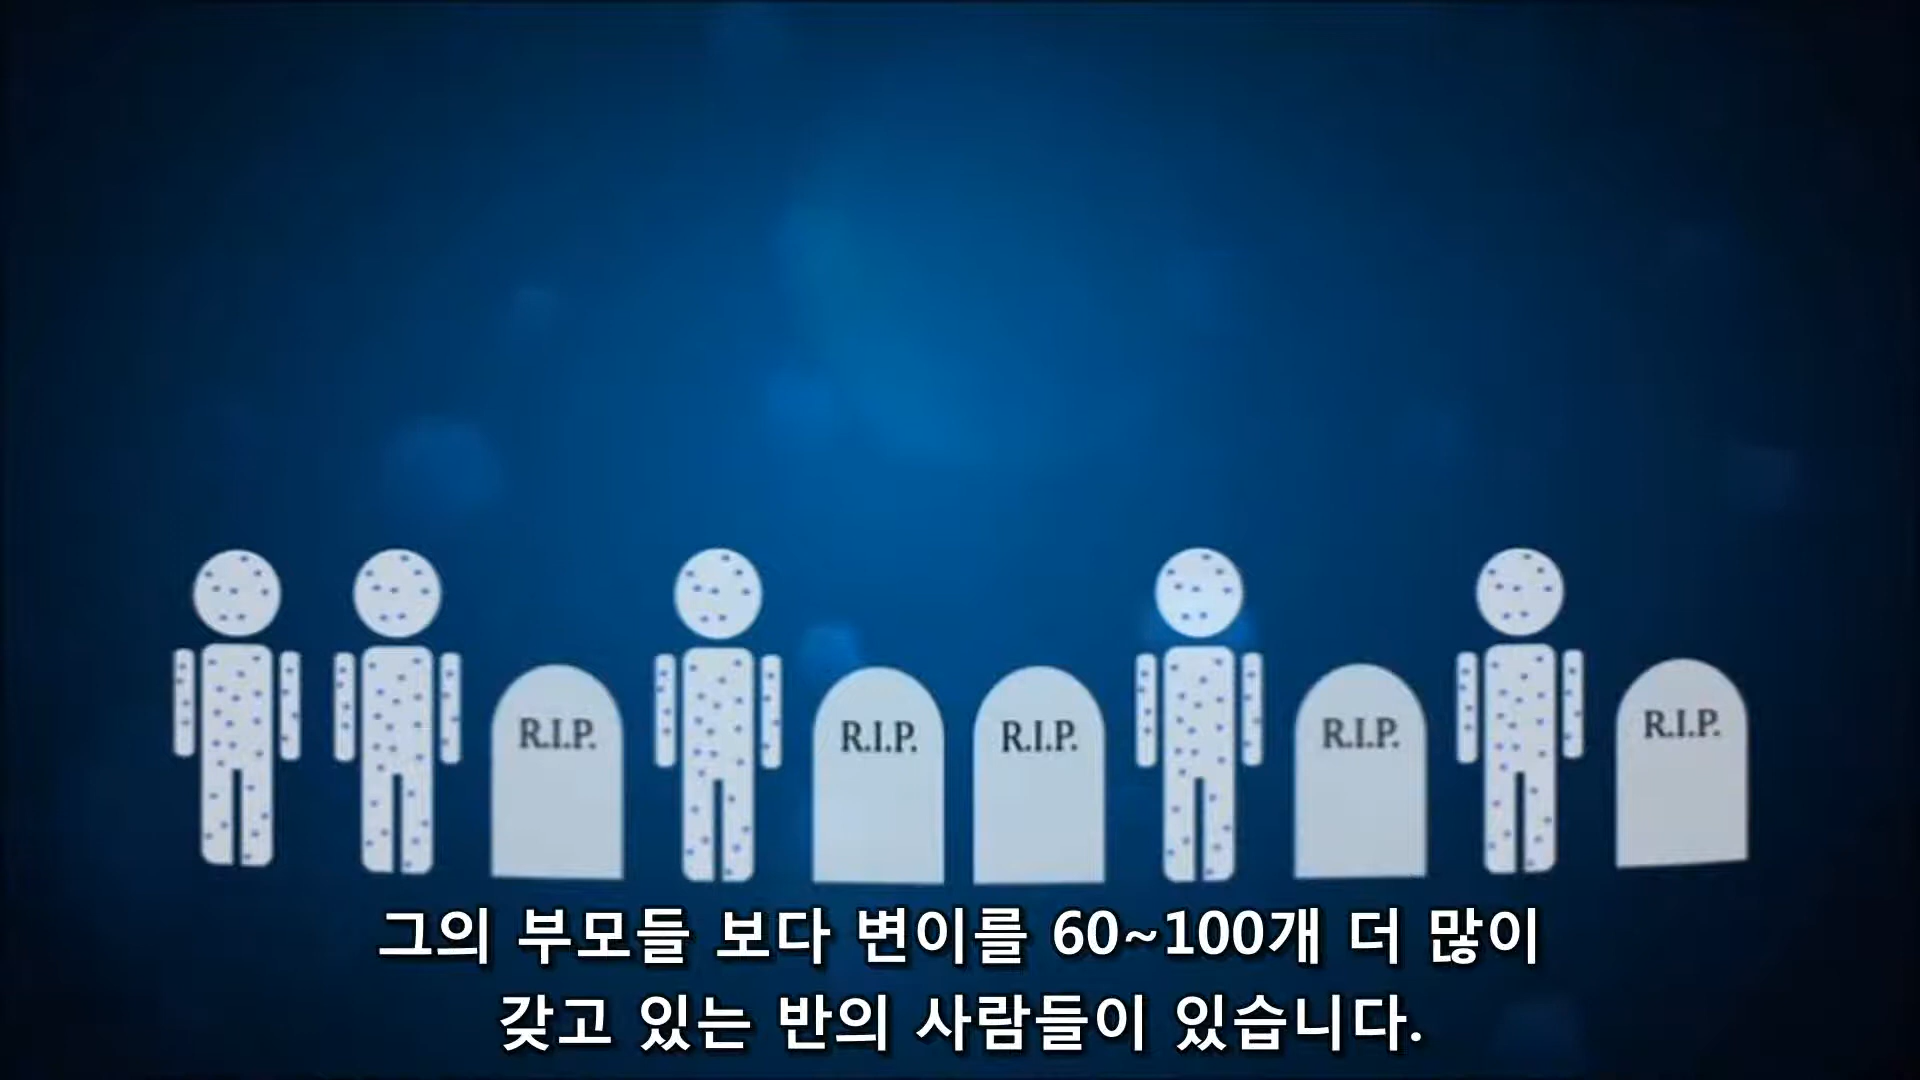 R.I.P. R.I.P. R.I.P. R.I.P. R.I.P.
그의 부모들 보다 변이를 60~100개 더 많이
갖고 있는 반의 사람들이 있습니다.